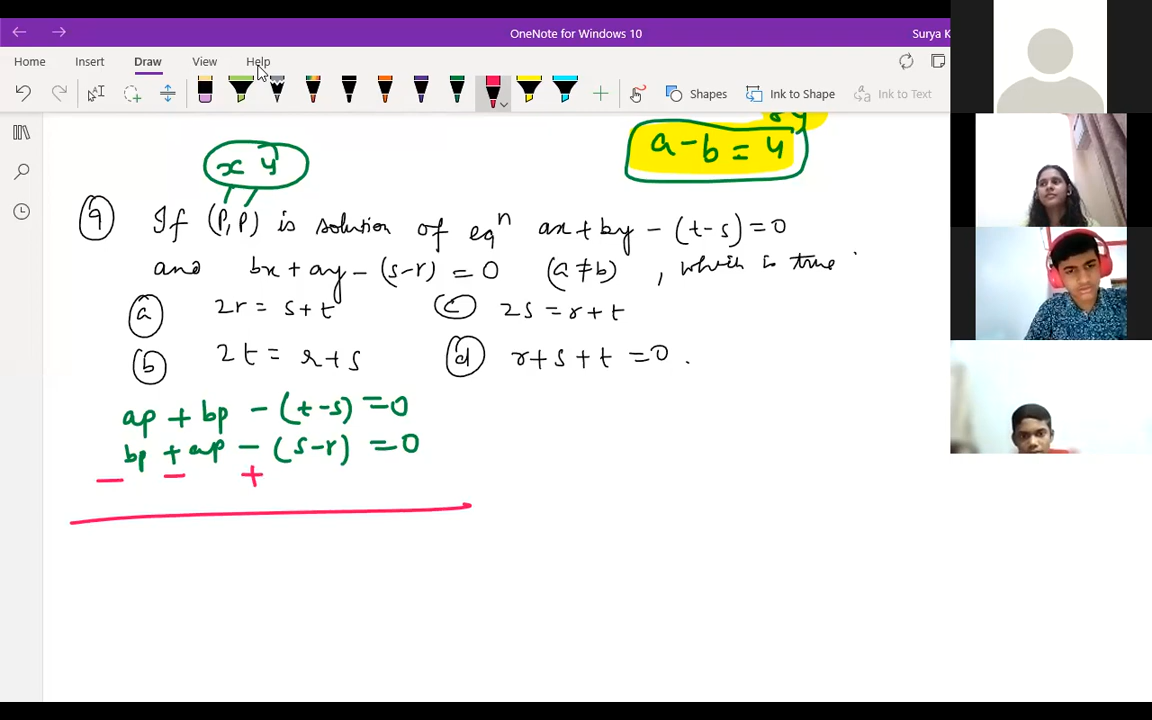 OneNote for Windows 10
Surya K
Home Insert Draw View Help
Shapes Ink to Shape Ink to Text
x y
a - b = 4
9 If (P, P) is solution of eqⁿ ax + by - (t-s) = 0
and bx + ay - (s-r) = 0 (a ≠ b) , which is true
a 2r = s + t c 2s = r + t
b 2t = r + s d r + s + t = 0 .
ap + bp - (t-s) = 0
bp + ap - (s-r) = 0
- - +